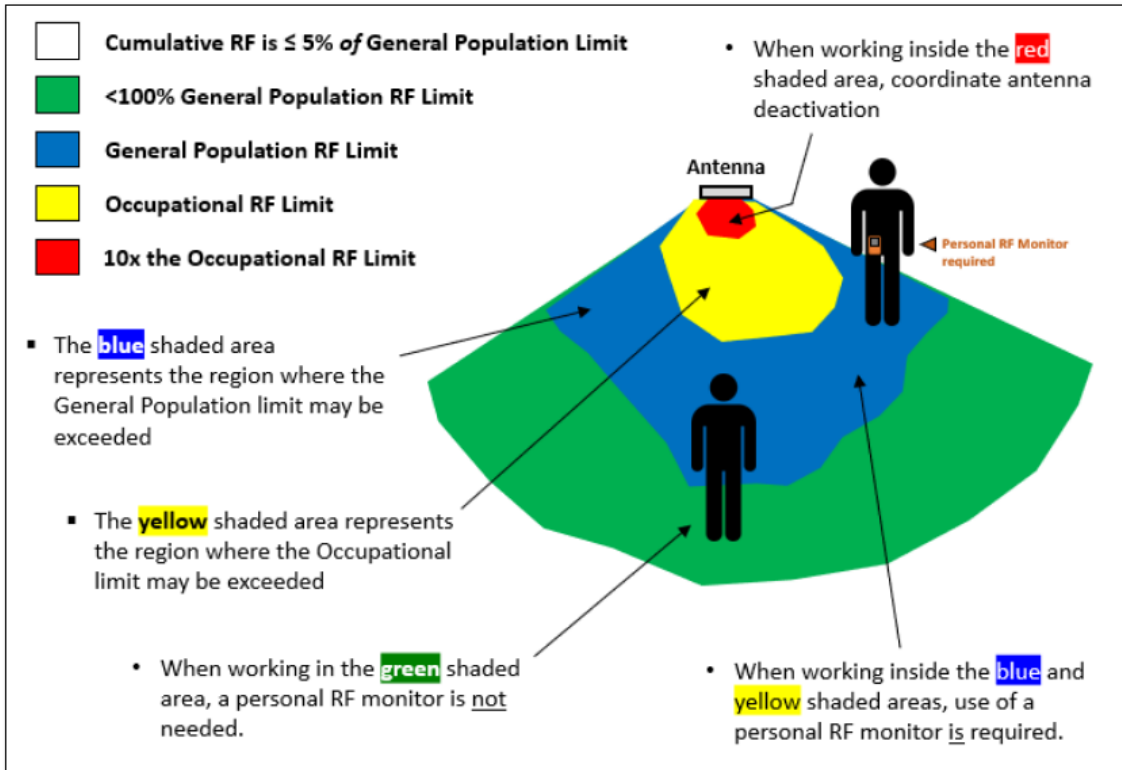 Cumulative RF is ≤ 5% of General Population Limit
<100% General Population RF Limit
General Population RF Limit
Occupational RF Limit
10x the Occupational RF Limit
• When working inside the red
shaded area, coordinate antenna
deactivation
Antenna
Personal RF Monitor
required
▪ The blue shaded area
represents the region where the
General Population limit may be
exceeded
▪ The yellow shaded area represents
the region where the Occupational
limit may be exceeded
• When working in the green shaded
area, a personal RF monitor is not
needed.
• When working inside the blue and
yellow shaded areas, use of a
personal RF monitor is required.